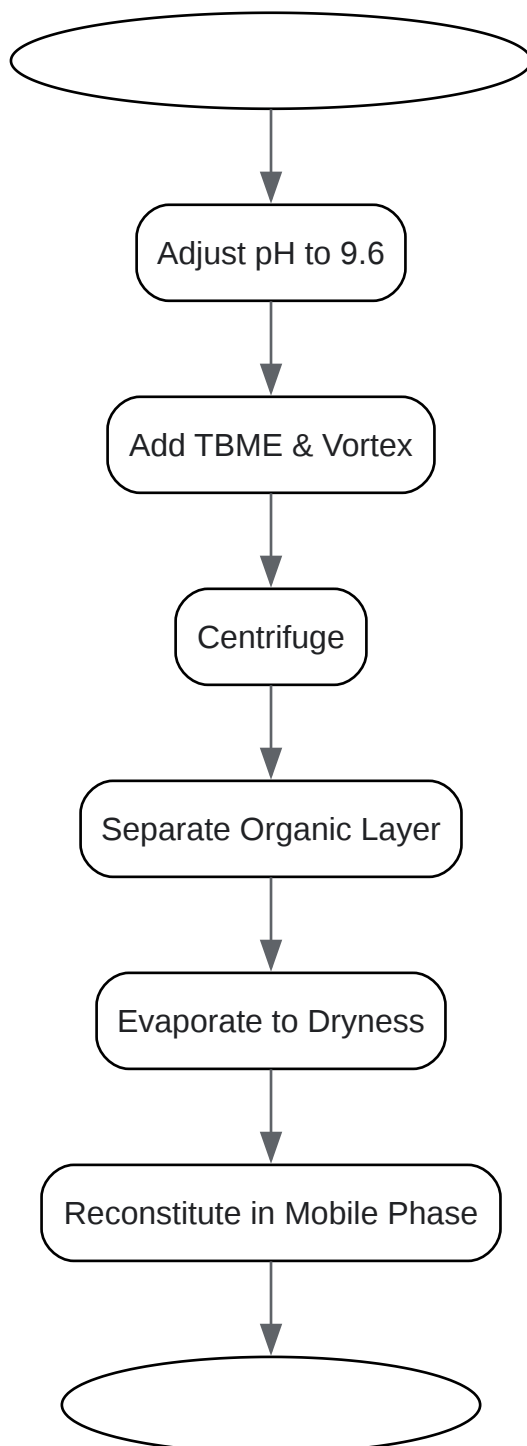 Adjust pH to 9.6
Add TBME & Vortex
Centrifuge
Separate Organic Layer
Evaporate to Dryness
Reconstitute in Mobile Phase